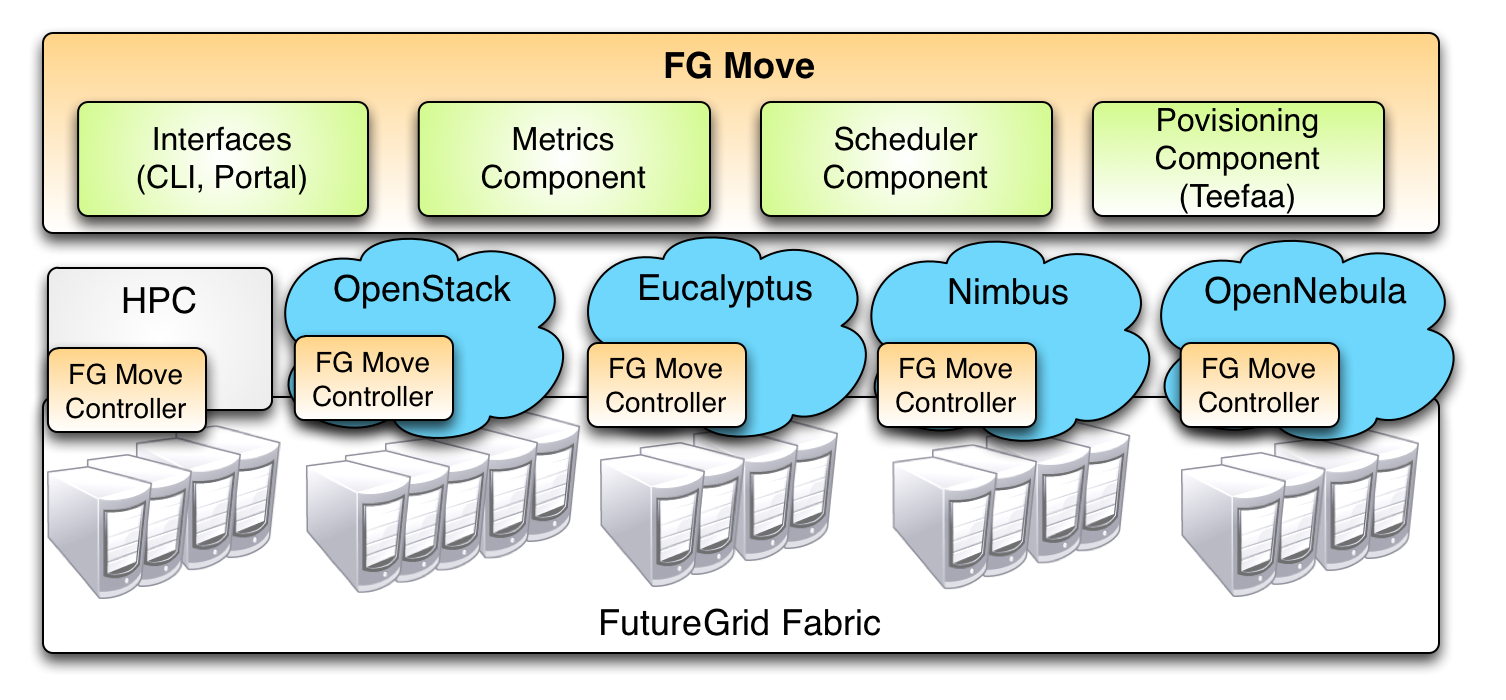 FG Move
Interfaces
(CLI, Portal)
Metrics
Component
Scheduler
Component
Povisioning
Component
(Teefaa)
HPC
OpenStack
Eucalyptus
Nimbus
OpenNebula
FG Move
Controller
FG Move
Controller
FG Move
Controller
FG Move
Controller
FG Move
Controller
FutureGrid Fabric